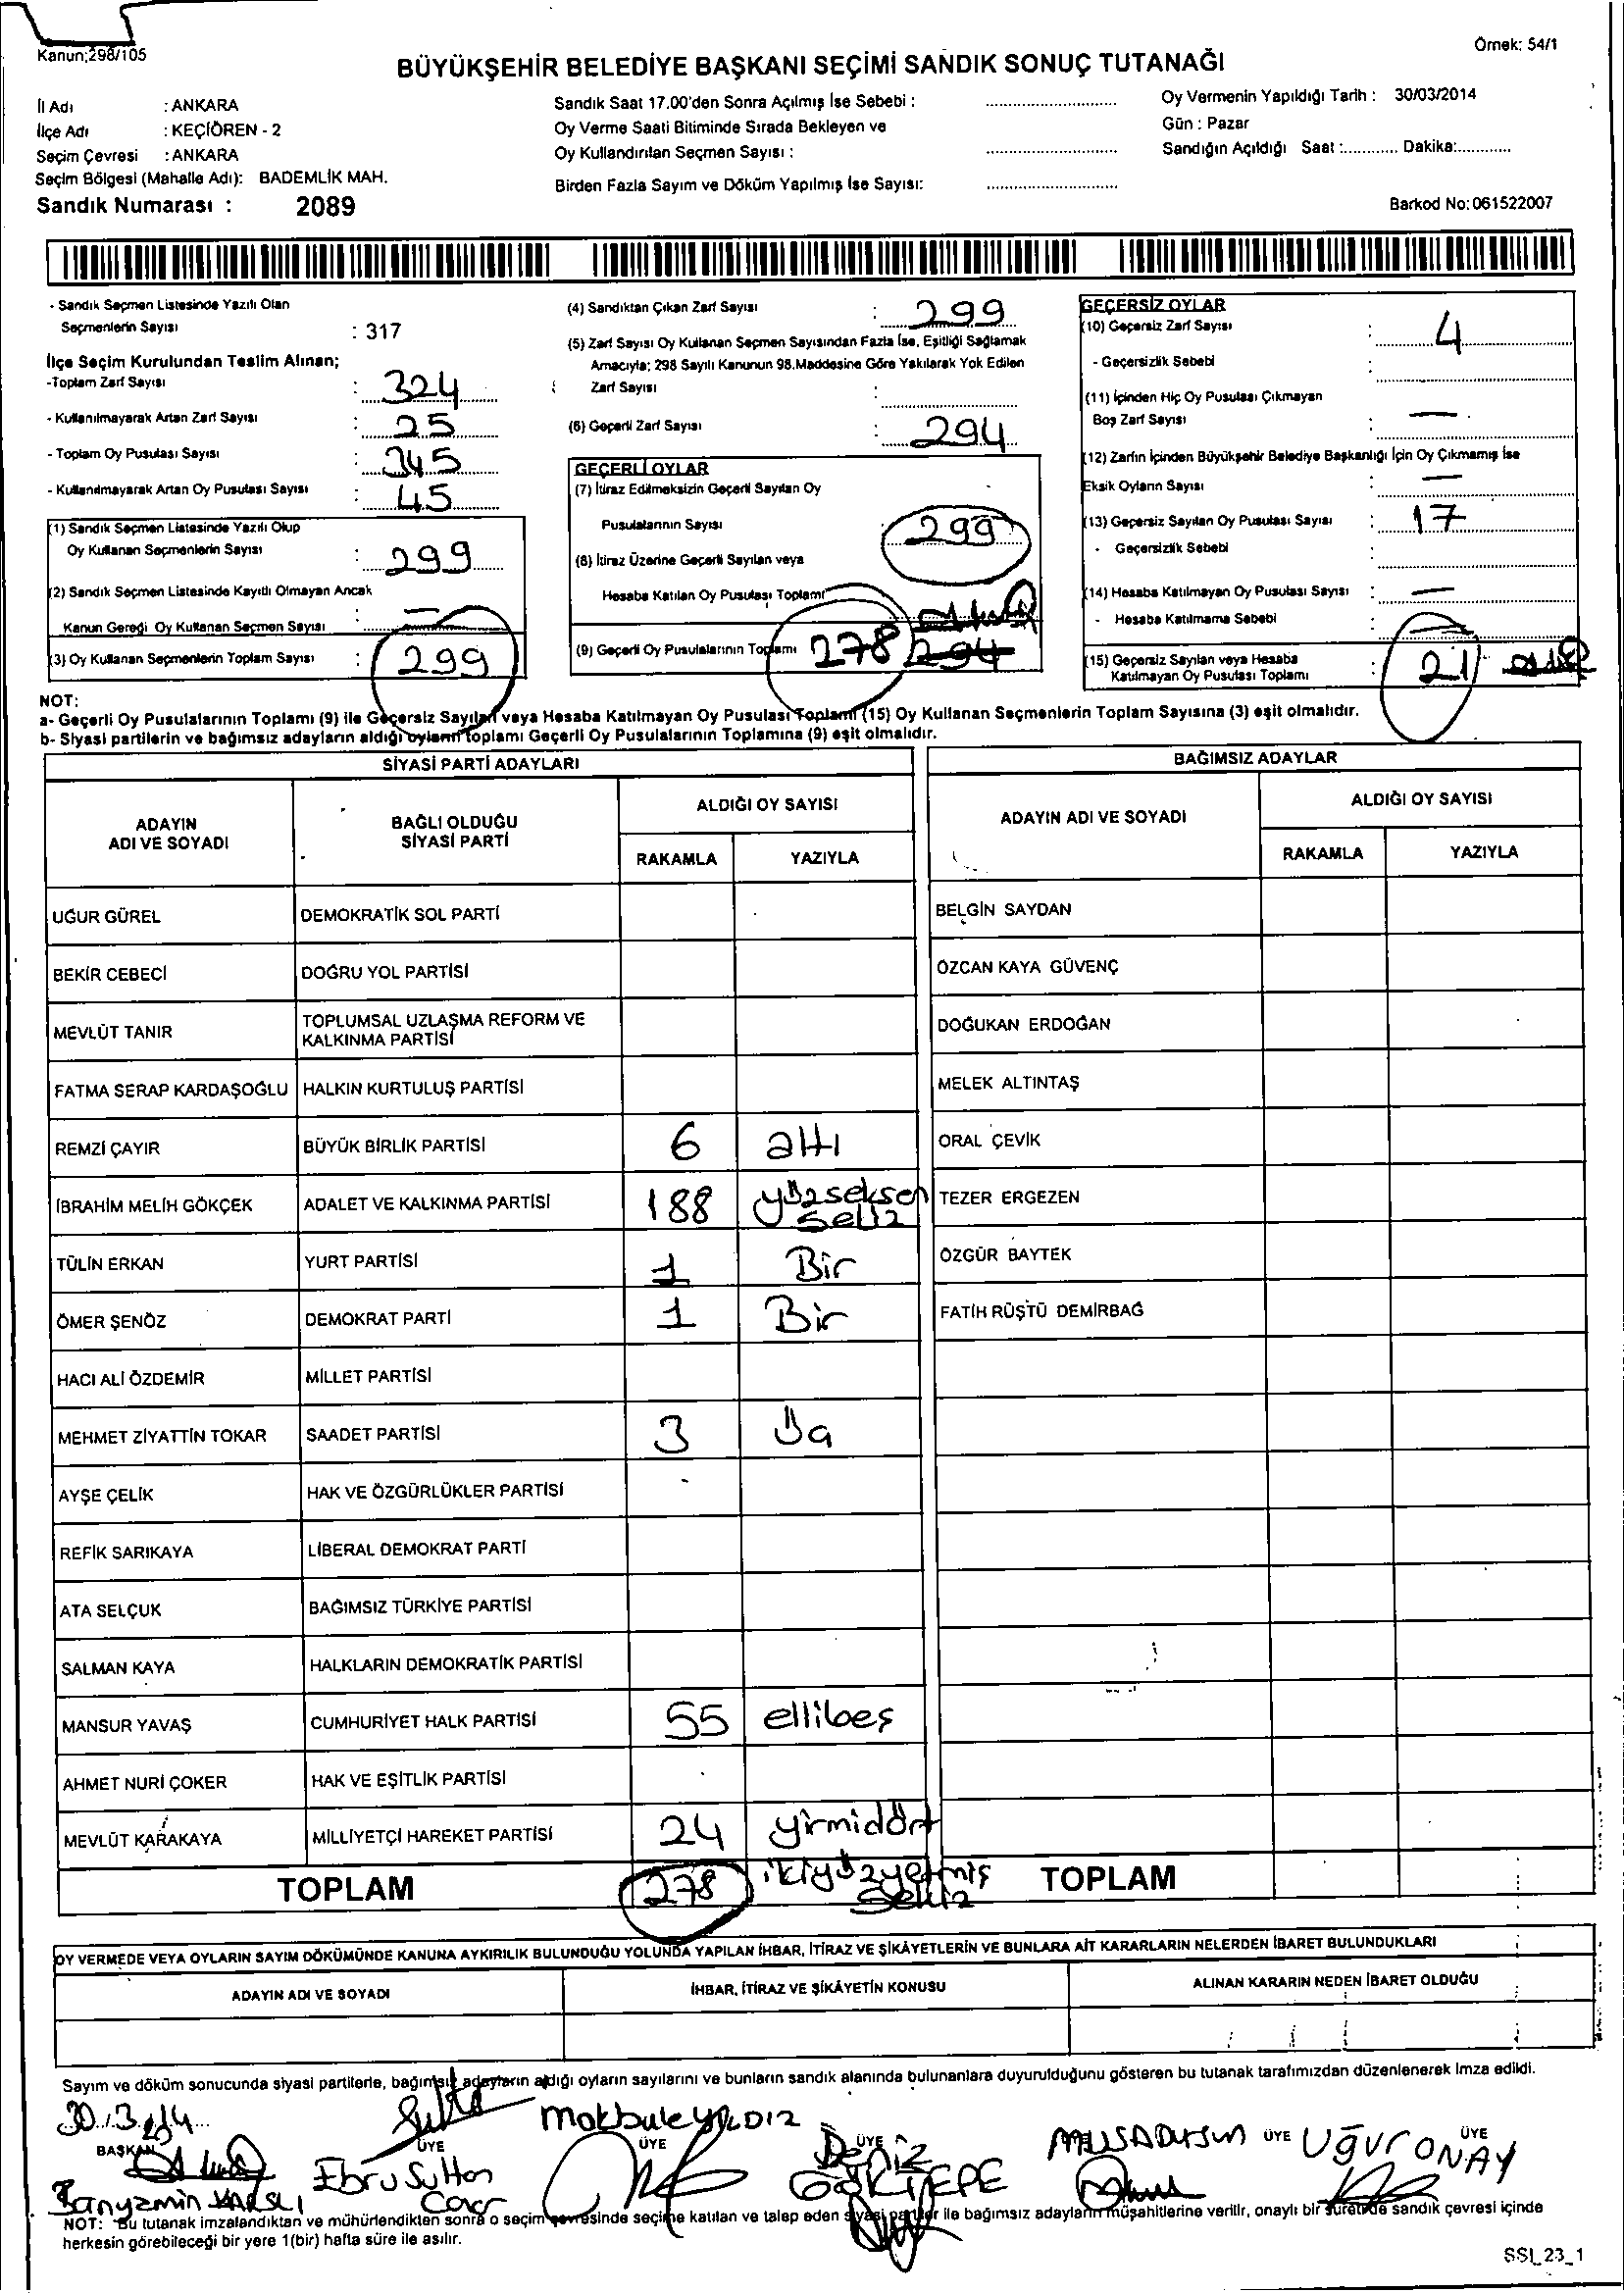 Kanun;298/105
Örnek: 54/1
BÜYÜKŞEHİR BELEDİYE BAŞKANI SEÇİMİ SANDIK SONUÇ TUTANAĞI
İl Adı : ANKARA
İlçe Adı : KEÇİÖREN - 2
Seçim Çevresi : ANKARA
Seçim Bölgesi (Mahalle Adı): BADEMLİK MAH.
Sandık Numarası : 2089
Sandık Saat 17.00'den Sonra Açılmış İse Sebebi :
Oy Verme Saati Bitiminde Sırada Bekleyen ve
Oy Kullandırılan Seçmen Sayısı :
Birden Fazla Sayım ve Döküm Yapılmış İse Sayısı:
Oy Vermenin Yapıldığı Tarih : 30/03/2014
Gün : Pazar
Sandığın Açıldığı Saat :............ Dakika:............
Barkod No: 061522007
- Sandık Seçmen Listesinde Yazılı Olan
Seçmenlerin Sayısı : 317
İlçe Seçim Kurulundan Teslim Alınan;
-Toplam Zarf Sayısı : 324
- Kullanılmayarak Artan Zarf Sayısı : 25
- Toplam Oy Pusulası Sayısı : 345
- Kullanılmayarak Artan Oy Pusulası Sayısı : 45
(1) Sandık Seçmen Listesinde Yazılı Olup
Oy Kullanan Seçmenlerin Sayısı : 299
(2) Sandık Seçmen Listesinde Kayıtlı Olmayan Ancak
Kanun Gereği Oy Kullanan Seçmen Sayısı : —
(3) Oy Kullanan Seçmenlerin Toplam Sayısı : 299
(4) Sandıktan Çıkan Zarf Sayısı : 299
(5) Zarf Sayısı Oy Kullanan Seçmen Sayısından Fazla İse, Eşitliği Sağlamak
Amacıyla; 298 Sayılı Kanunun 98.Maddesine Göre Yakılarak Yok Edilen
Zarf Sayısı :
(6) Geçerli Zarf Sayısı : 294
GEÇERLİ OYLAR
(7) İtiraz Edilmeksizin Geçerli Sayılan Oy
Pusulalarının Sayısı : 299
(8) İtiraz Üzerine Geçerli Sayılan veya
Hesaba Katılan Oy Pusulası Toplamı
(9) Geçerli Oy Pusulalarının Toplamı 278 294
GEÇERSİZ OYLAR
(10) Geçersiz Zarf Sayısı : 4
- Geçersizlik Sebebi :
(11) İçinden Hiç Oy Pusulası Çıkmayan
Boş Zarf Sayısı : —
(12) Zarfın İçinden Büyükşehir Belediye Başkanlığı İçin Oy Çıkmamış İse
Eksik Oyların Sayısı : —
(13) Geçersiz Sayılan Oy Pusulası Sayısı : 17
- Geçersizlik Sebebi :
(14) Hesaba Katılmayan Oy Pusulası Sayısı : —
- Hesaba Katılmama Sebebi : —
(15) Geçersiz Sayılan veya Hesaba
Katılmayan Oy Pusulası Toplamı : 21
NOT:
a- Geçerli Oy Pusulalarının Toplamı (9) ile Geçersiz Sayılan veya Hesaba Katılmayan Oy Pusulası Toplamı (15) Oy Kullanan Seçmenlerin Toplam Sayısına (3) eşit olmalıdır.
b- Siyasi partilerin ve bağımsız adayların aldığı oyların toplamı Geçerli Oy Pusulalarının Toplamına (9) eşit olmalıdır.
SİYASİ PARTİ ADAYLARI
ADAYIN ADI VE SOYADI
BAĞLI OLDUĞU SİYASİ PARTİ
ALDIĞI OY SAYISI
RAKAMLA YAZIYLA
UĞUR GÜREL DEMOKRATİK SOL PARTİ
BEKİR CEBECİ DOĞRU YOL PARTİSİ
MEVLÜT TANIR TOPLUMSAL UZLAŞMA REFORM VE
KALKINMA PARTİSİ
FATMA SERAP KARDAŞOĞLU HALKIN KURTULUŞ PARTİSİ
REMZİ ÇAYIR BÜYÜK BİRLİK PARTİSİ 6 altı
İBRAHİM MELİH GÖKÇEK ADALET VE KALKINMA PARTİSİ 188 yüzseksen
sekiz
TÜLİN ERKAN YURT PARTİSİ 1 Bir
ÖMER ŞENÖZ DEMOKRAT PARTİ 1 Bir
HACI ALİ ÖZDEMİR MİLLET PARTİSİ
MEHMET ZİYATTİN TOKAR SAADET PARTİSİ 3 Üç
AYŞE ÇELİK HAK VE ÖZGÜRLÜKLER PARTİSİ
REFİK SARIKAYA LİBERAL DEMOKRAT PARTİ
ATA SELÇUK BAĞIMSIZ TÜRKİYE PARTİSİ
SALMAN KAYA HALKLARIN DEMOKRATİK PARTİSİ
MANSUR YAVAŞ CUMHURİYET HALK PARTİSİ 55 ellibeş
AHMET NURİ ÇOKER HAK VE EŞİTLİK PARTİSİ
MEVLÜT KARAKAYA MİLLİYETÇİ HAREKET PARTİSİ 24 yirmidört
TOPLAM 278 ikiyüzyetmiş
sekiz
BAĞIMSIZ ADAYLAR
ADAYIN ADI VE SOYADI
ALDIĞI OY SAYISI
RAKAMLA YAZIYLA
BELGİN SAYDAN
ÖZCAN KAYA GÜVENÇ
DOĞUKAN ERDOĞAN
MELEK ALTINTAŞ
ORAL ÇEVİK
TEZER ERGEZEN
ÖZGÜR BAYTEK
FATİH RÜŞTÜ DEMİRBAĞ
TOPLAM
OY VERMEDE VEYA OYLARIN SAYIM DÖKÜMÜNDE KANUNA AYKIRILIK BULUNDUĞU YOLUNDA YAPILAN İHBAR, İTİRAZ VE ŞİKÂYETLERİN VE BUNLARA AİT KARARLARIN NELERDEN İBARET BULUNDUKLARI
ADAYIN ADI VE SOYADI
İHBAR, İTİRAZ VE ŞİKÂYETİN KONUSU
ALINAN KARARIN NEDEN İBARET OLDUĞU
Sayım ve döküm sonucunda siyasi partilerle, bağımsız adayların aldığı oyların sayılarını ve bunların sandık alanında bulunanlara duyurulduğunu gösteren bu tutanak tarafımızdan düzenlenerek imza edildi.
30.3.2014
BAŞKAN ÜYE ÜYE ÜYE ÜYE ÜYE
Makbule YILDIZ
Ebru Sultan
Deniz
GÖKTEPE
MUSA DURSUN
Uğur ONAY
NOT: Bu tutanak imzalandıktan ve mühürlendikten sonra o seçim çevresinde seçime katılan ve talep eden siyasi partiler ile bağımsız adayların müşahitlerine verilir, onaylı bir suretide sandık çevresi içinde
herkesin görebileceği bir yere 1(bir) hafta süre ile asılır.
SSI_23_1